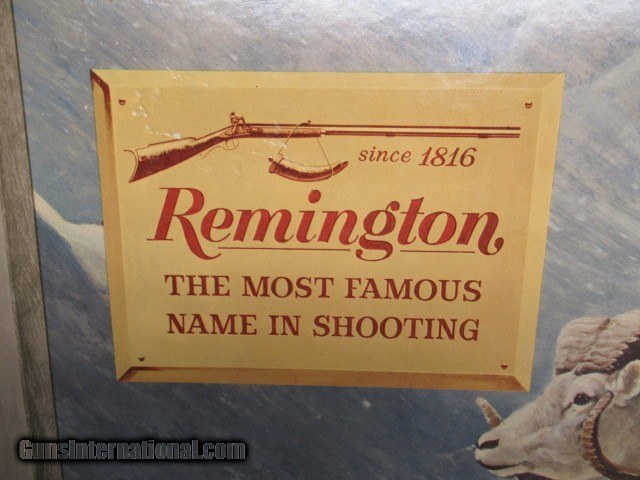 since 1816
Remington
THE MOST FAMOUS
NAME IN SHOOTING
GunsInternational.com